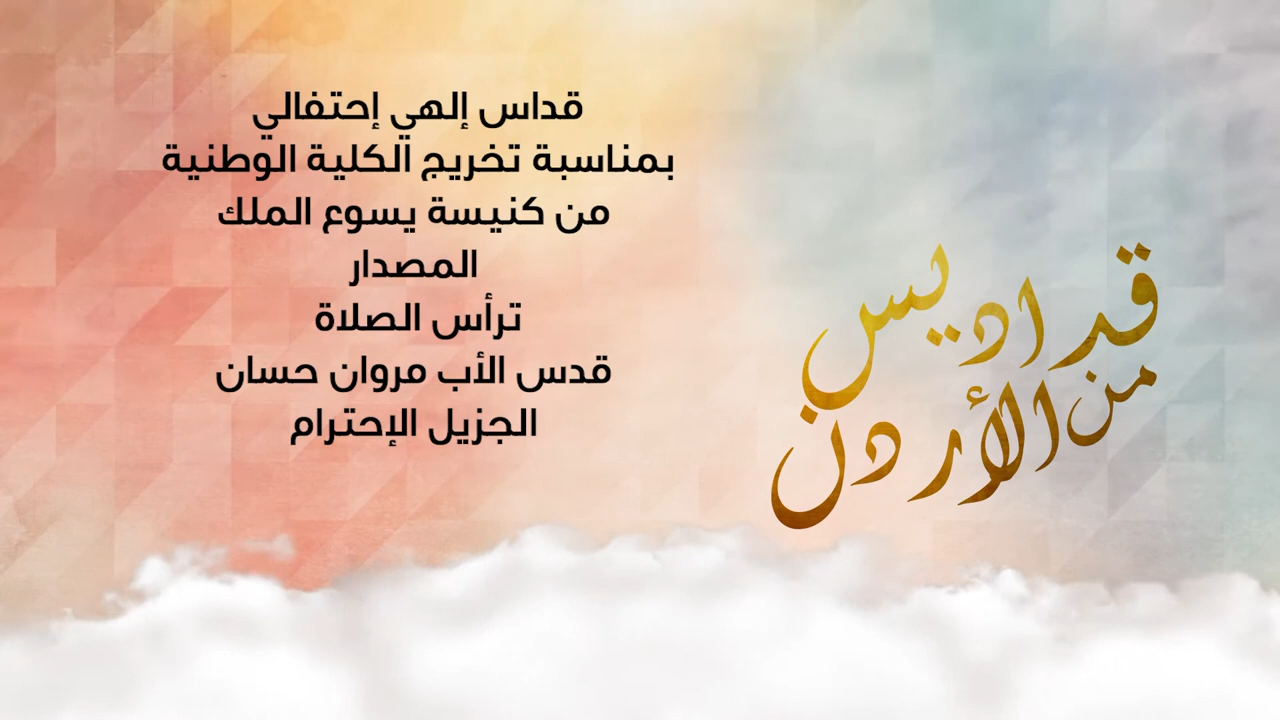 قداس إلهي إحتفالي
بمناسبة تخريج الكلية الوطنية
من كنيسة يسوع الملك
المصدار
ترأس الصلاة
قدس الأب مروان حسان
الجزيل الإحترام
قداديس
من الأردن